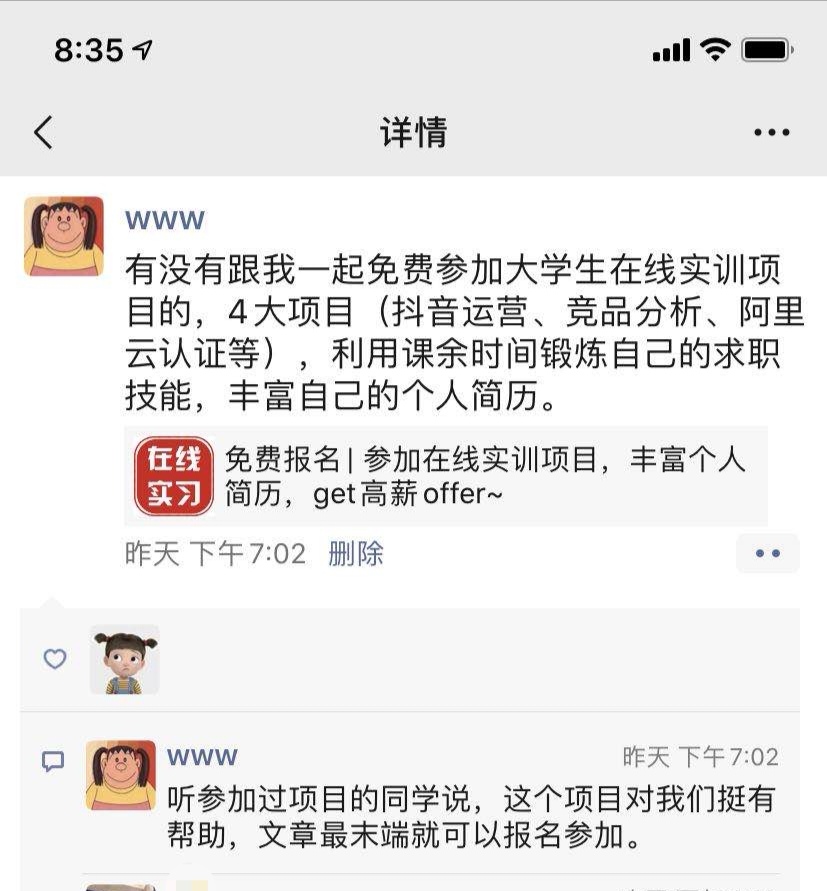 8:35
详情
WWW
有没有跟我一起免费参加大学生在线实训项
目的，4大项目（抖音运营、竞品分析、阿里
云认证等），利用课余时间锻炼自己的求职
技能，丰富自己的个人简历。
在线
实习
免费报名| 参加在线实训项目，丰富个人
简历，get高薪offer~
昨天 下午7:02 删除
WWW
昨天 下午7:02
听参加过项目的同学说，这个项目对我们挺有
帮助，文章最末端就可以报名参加。